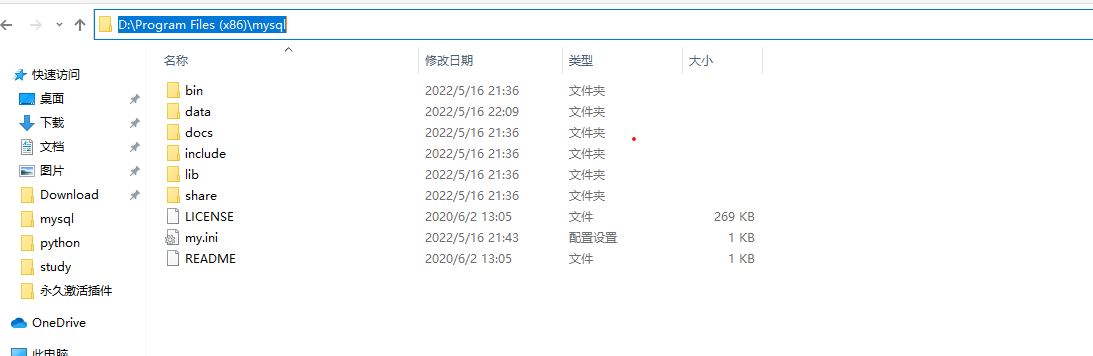 D:\Program Files (x86)\mysql
名称 修改日期 类型 大小
快速访问
桌面
下载
文档
图片
Download
mysql
python
study
永久激活插件
OneDrive
此电脑
bin 2022/5/16 21:36 文件夹
data 2022/5/16 22:09 文件夹
docs 2022/5/16 21:36 文件夹
include 2022/5/16 21:36 文件夹
lib 2022/5/16 21:36 文件夹
share 2022/5/16 21:36 文件夹
LICENSE 2020/6/2 13:05 文件 269 KB
my.ini 2022/5/16 21:43 配置设置 1 KB
README 2020/6/2 13:05 文件 1 KB